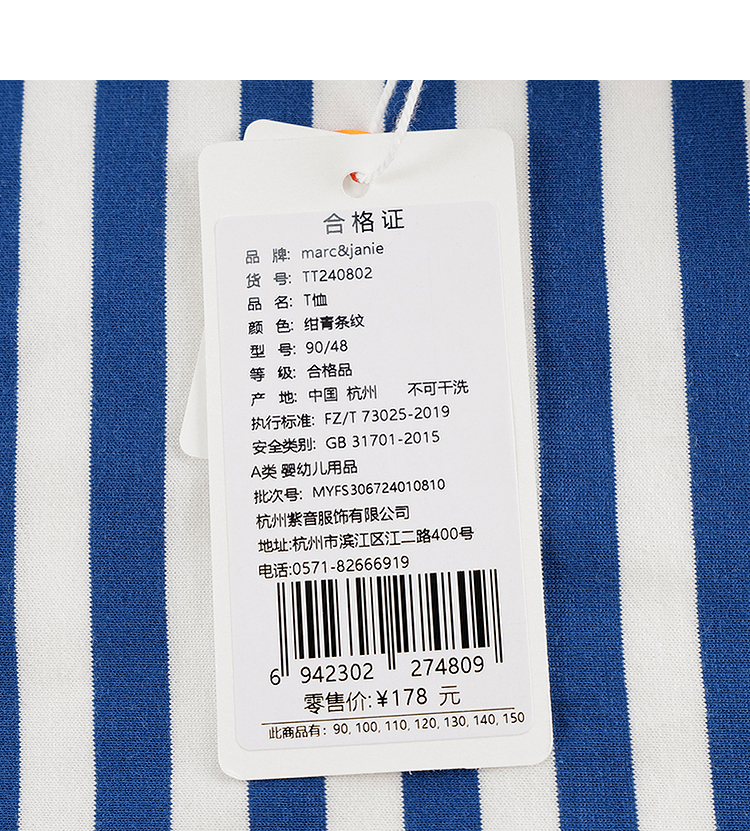 合格证
品 牌: marc&janie
货 号: TT240802
品 名: T恤
颜 色: 绀青条纹
型 号: 90/48
等 级: 合格品
产 地: 中国 杭州 不可干洗
执行标准: FZ/T 73025-2019
安全类别: GB 31701-2015
A类 婴幼儿用品
批次号: MYFS306724010810
杭州紫音服饰有限公司
地址:杭州市滨江区江二路400号
电话:0571-82666919
6 942302 274809
零售价:¥178 元
此商品有: 90, 100, 110, 120, 130, 140, 150